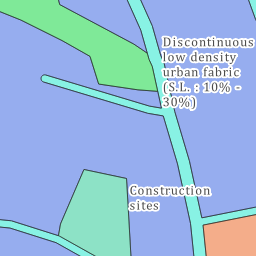 Discontinuous
low density
urban fabric
(S.L. : 10% -
30%)
Construction
sites